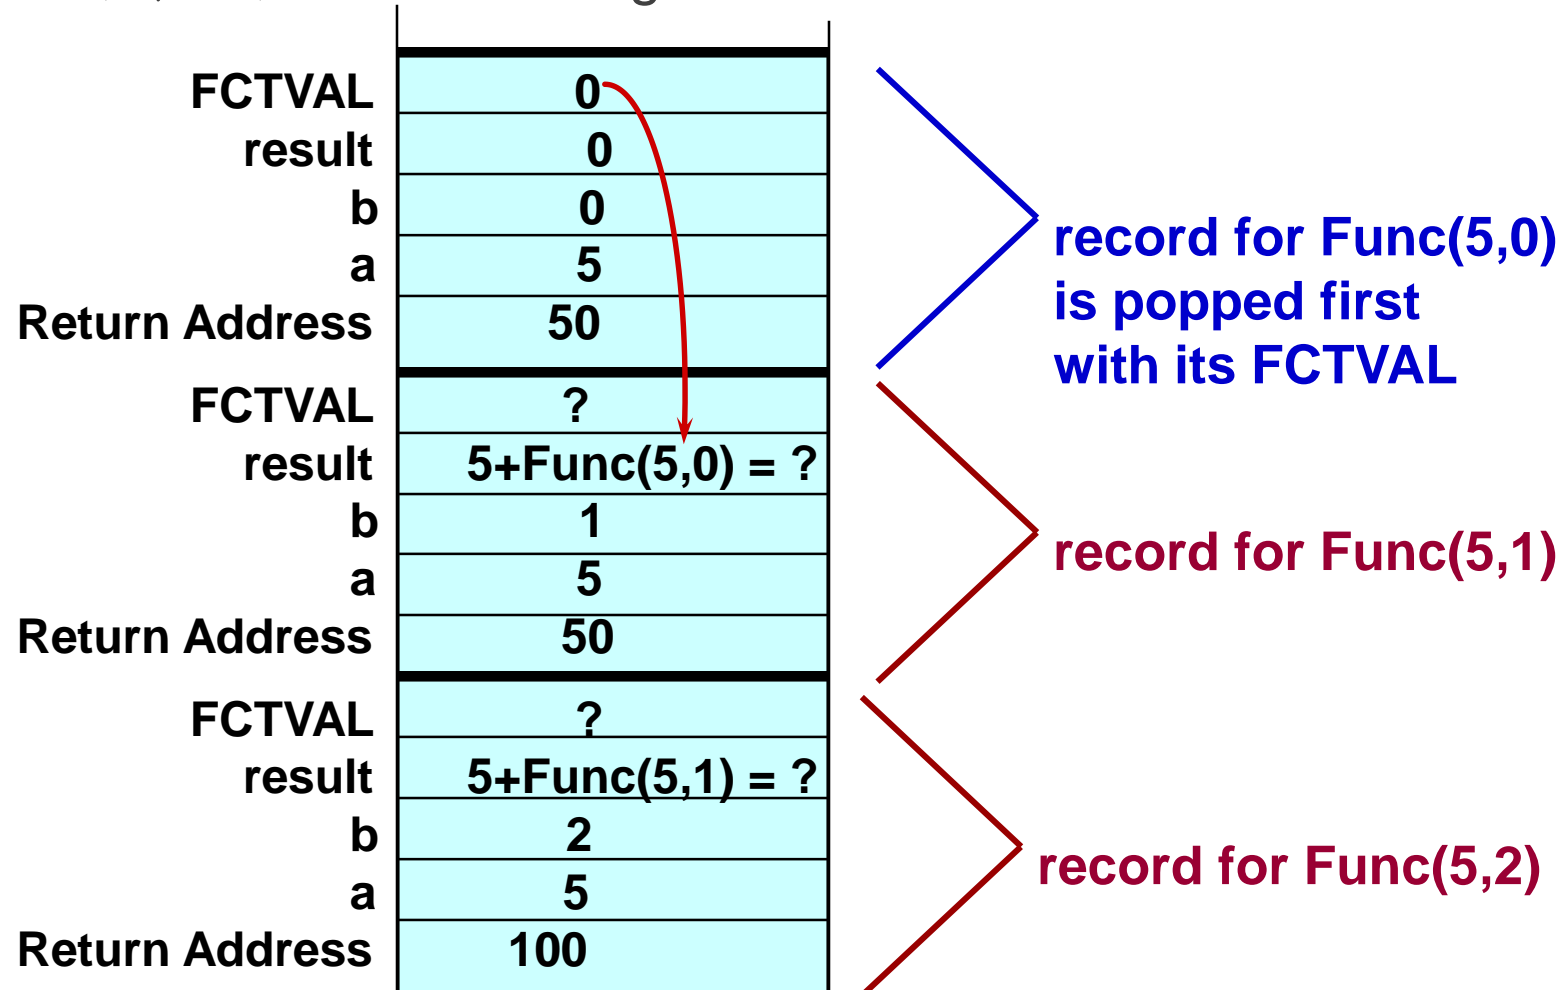 FCTVAL 0
result 0
b 0
a 5
Return Address 50
record for Func(5,0)
is popped first
with its FCTVAL
FCTVAL ?
result 5+Func(5,0) = ?
b 1
a 5
Return Address 50
record for Func(5,1)
FCTVAL ?
result 5+Func(5,1) = ?
b 2
a 5
Return Address 100
record for Func(5,2)